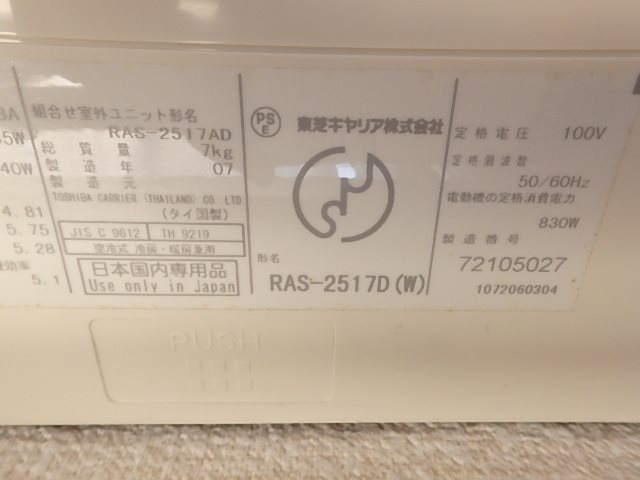 3A
35W
40W
4.81
5.75
5.28
効率
5.1
組合せ室外ユニット形名
RAS-2517AD
総質量 7kg
製造年 07
製造元
TOSHIBA CARRIER (THAILAND) CO.,LTD
(タイ国製)
JIS C 9612 TH 9219
空冷式 冷房・暖房兼用
日本国内専用品
Use only in Japan
PSE
東芝キヤリア株式会社
形名
RAS-2517D(W)
定格電圧 100V
定格周波数
50/60Hz
電動機の定格消費電力
830W
製造番号
72105027
1072060304
PUSH